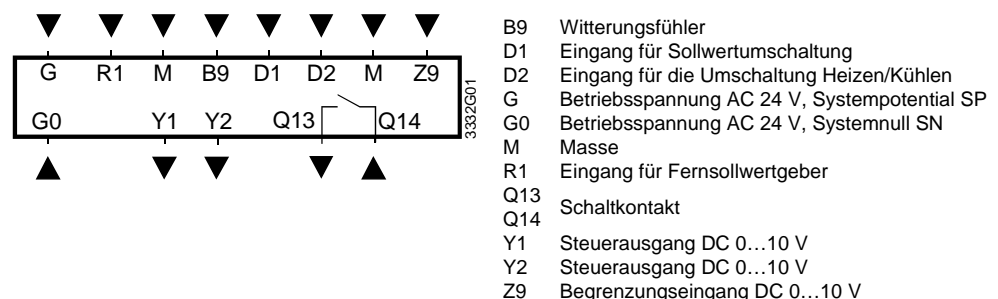 G R1 M B9 D1 D2 M Z9
G0 Y1 Y2 Q13 Q14
3332G01
B9 Witterungsfühler
D1 Eingang für Sollwertumschaltung
D2 Eingang für die Umschaltung Heizen/Kühlen
G Betriebsspannung AC 24 V, Systempotential SP
G0 Betriebsspannung AC 24 V, Systemnull SN
M Masse
R1 Eingang für Fernsollwertgeber
Q13
Q14 Schaltkontakt
Y1 Steuerausgang DC 0…10 V
Y2 Steuerausgang DC 0…10 V
Z9 Begrenzungseingang DC 0…10 V